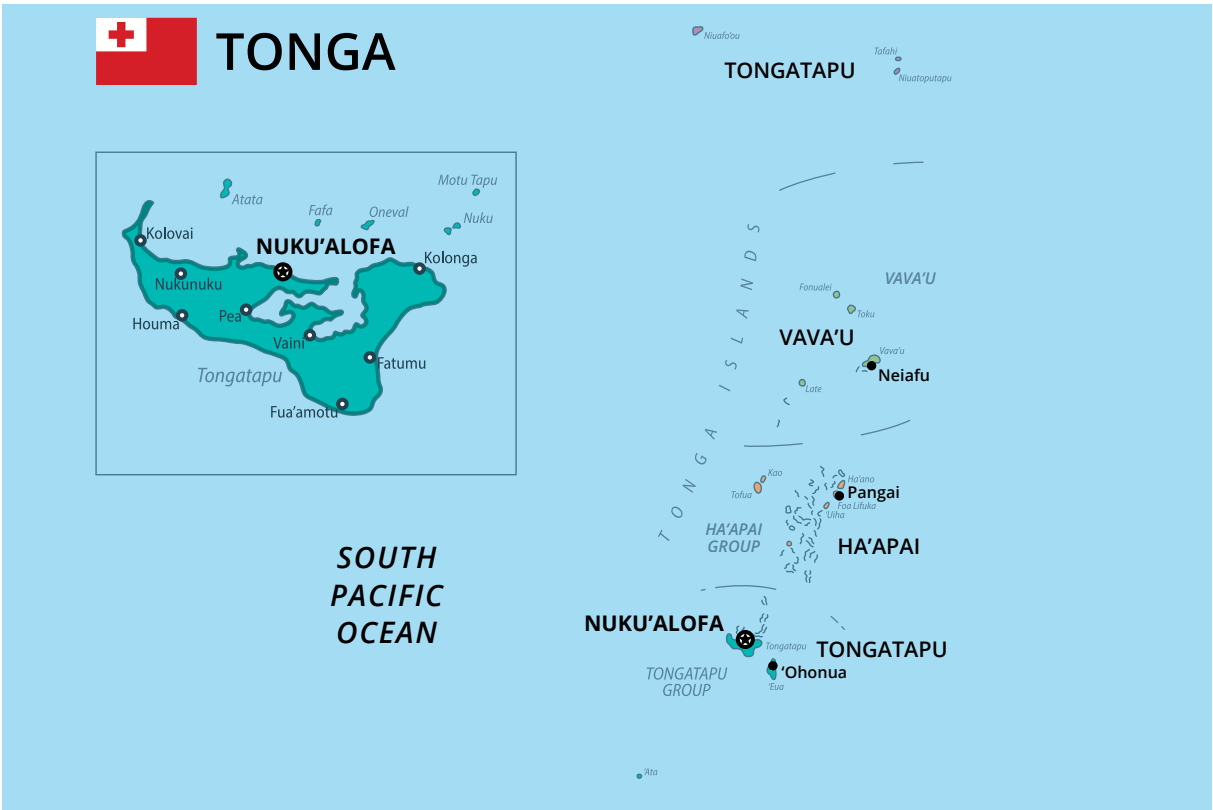 TONGA
Niuafo'ou
Tafahi
TONGATAPU
Niuatoputapu
Motu Tapu
Atata
Fafa
Oneval
Nuku
Kolovai
NUKU'ALOFA
Kolonga
Nukunuku
Houma
Pea
Vaini
Fatumu
Tongatapu
Fua'amotu
TONGA ISLANDS
VAVA'U
Fonualei
Toku
VAVA'U
Vava'u
Neiafu
Late
Kao
Tofua
Ha'ano
Pangai
Foa Lifuka
'Uiha
HA'APAI
GROUP
HA'APAI
SOUTH
PACIFIC
OCEAN
NUKU'ALOFA
Tongatapu
TONGATAPU
TONGATAPU
GROUP
'Ohonua
'Eua
'Ata